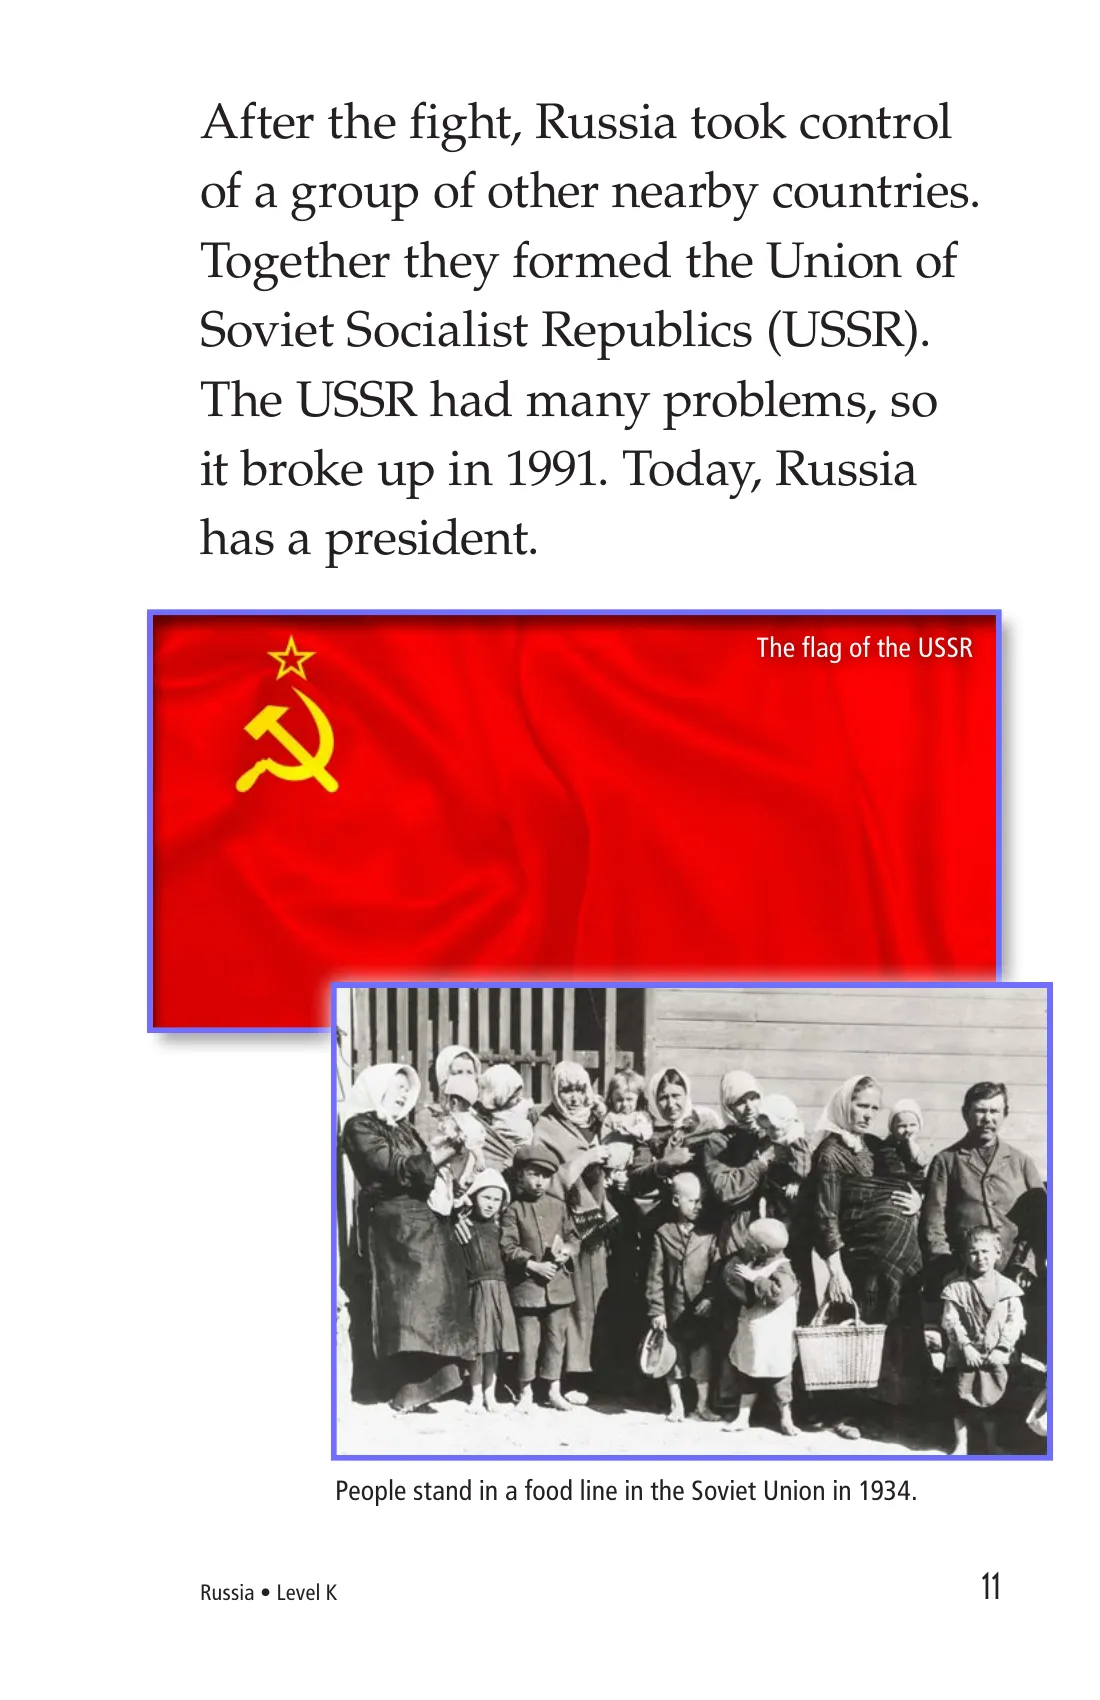 After the fight, Russia took control
of a group of other nearby countries.
Together they formed the Union of
Soviet Socialist Republics (USSR).
The USSR had many problems, so
it broke up in 1991. Today, Russia
has a president.
The flag of the USSR
People stand in a food line in the Soviet Union in 1934.
Russia • Level K
11